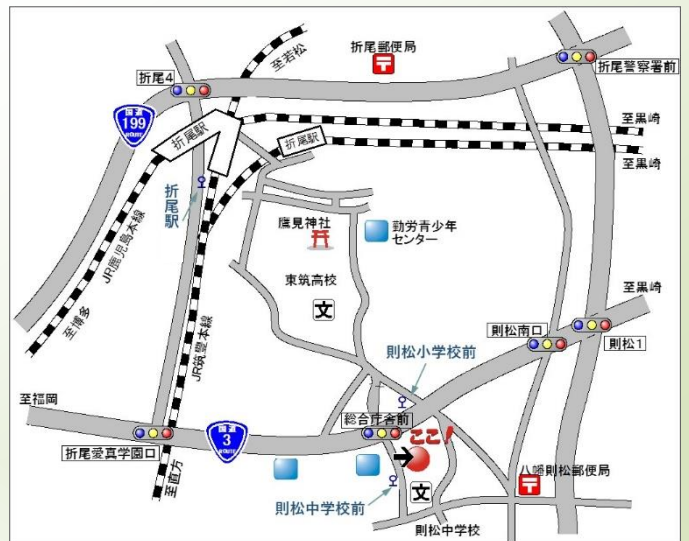 至若松
折尾郵便局
折尾4
折尾警察署前
国道
199
ROUTE
至黒崎
折尾駅
折尾駅
至黒崎
折尾駅
鷹見神社
勤労青少年
センター
JR鹿児島本線
至博多
東筑高校
文
至黒崎
JR筑豊本線
則松南口
則松1
則松小学校前
至福岡
総合庁舎前
ここ!
国道
3
ROUTE
折尾愛真学園口
八幡則松郵便局
至直方
文
則松中学校前
則松中学校